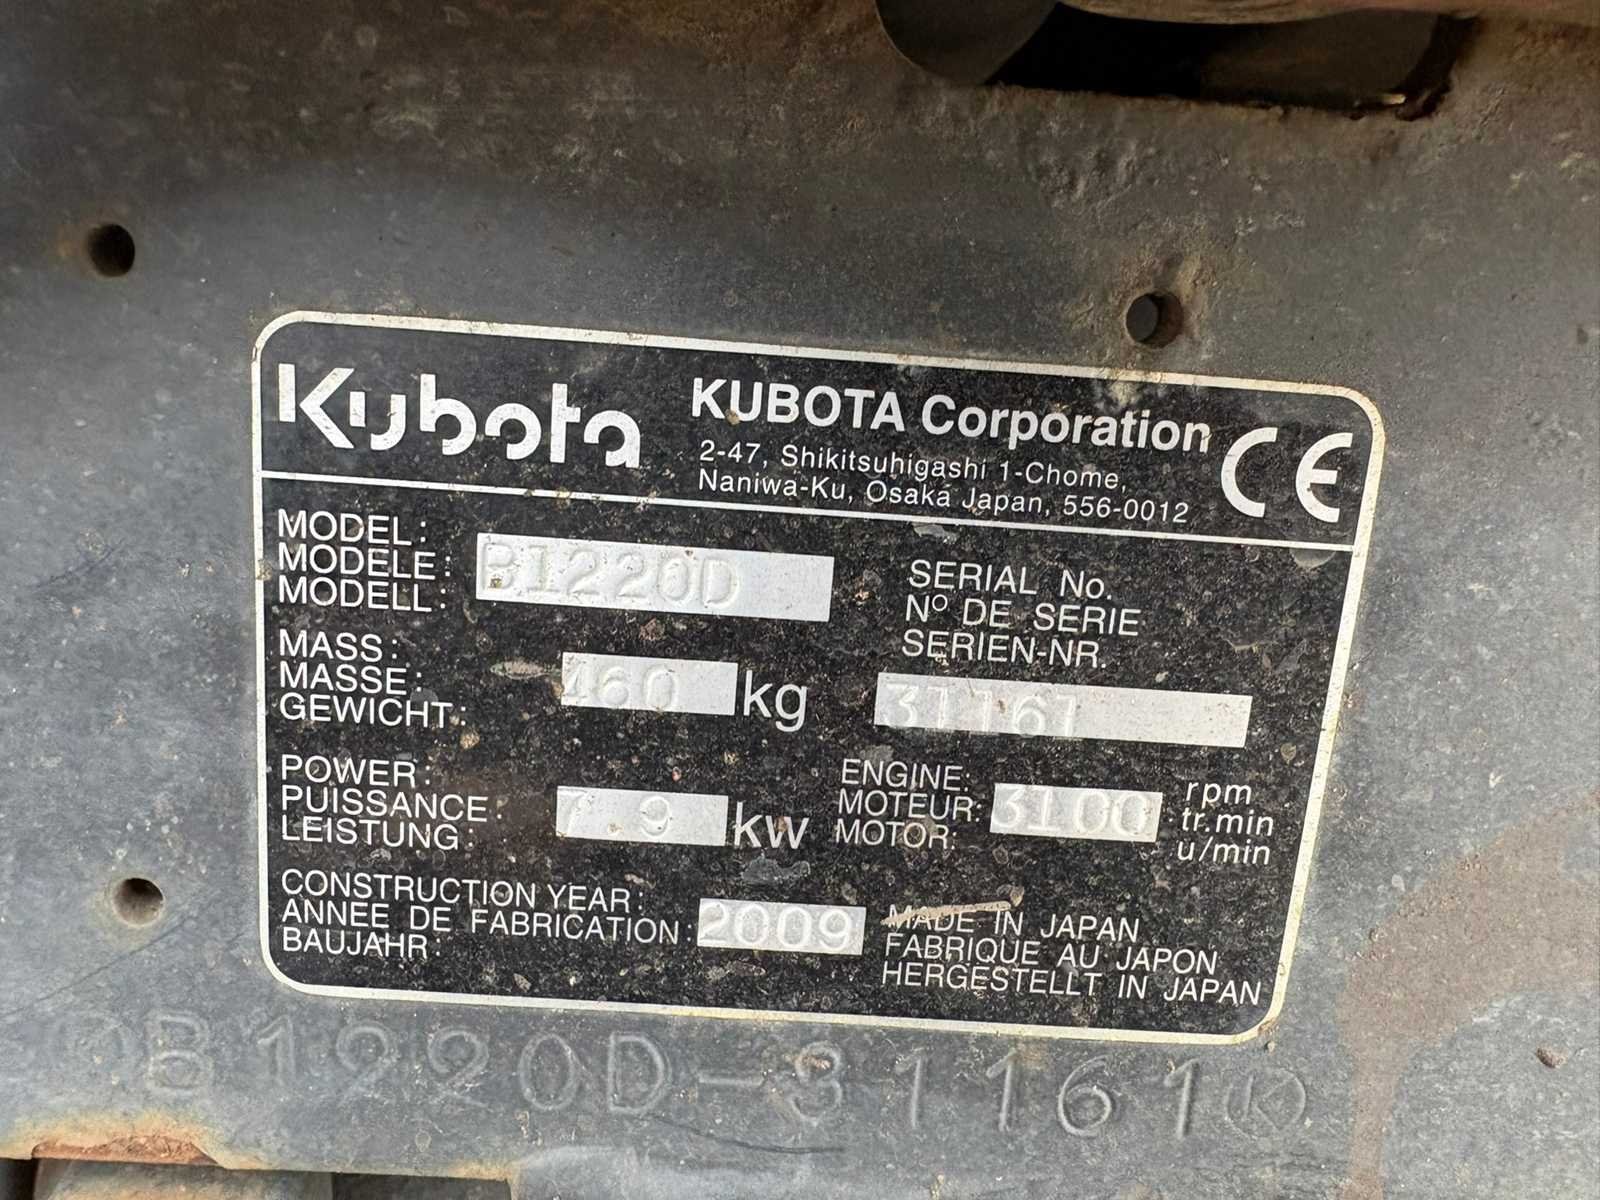 Kubota
KUBOTA Corporation
2-47, Shikitsuhigashi 1-Chome,
Naniwa-Ku, Osaka Japan, 556-0012
CE
MODEL:
MODELE:
MODELL:
B1220D
SERIAL No.
Nº DE SERIE
SERIEN-NR.
31161
MASS:
MASSE:
GEWICHT:
460 kg
POWER:
PUISSANCE:
LEISTUNG:
7 9 kw
ENGINE:
MOTEUR:
MOTOR:
3100
rpm
tr.min
u/min
CONSTRUCTION YEAR:
ANNÉE DE FABRICATION:
BAUJAHR:
2009
MADE IN JAPAN
FABRIQUE AU JAPON
HERGESTELLT IN JAPAN
B1220D-31161